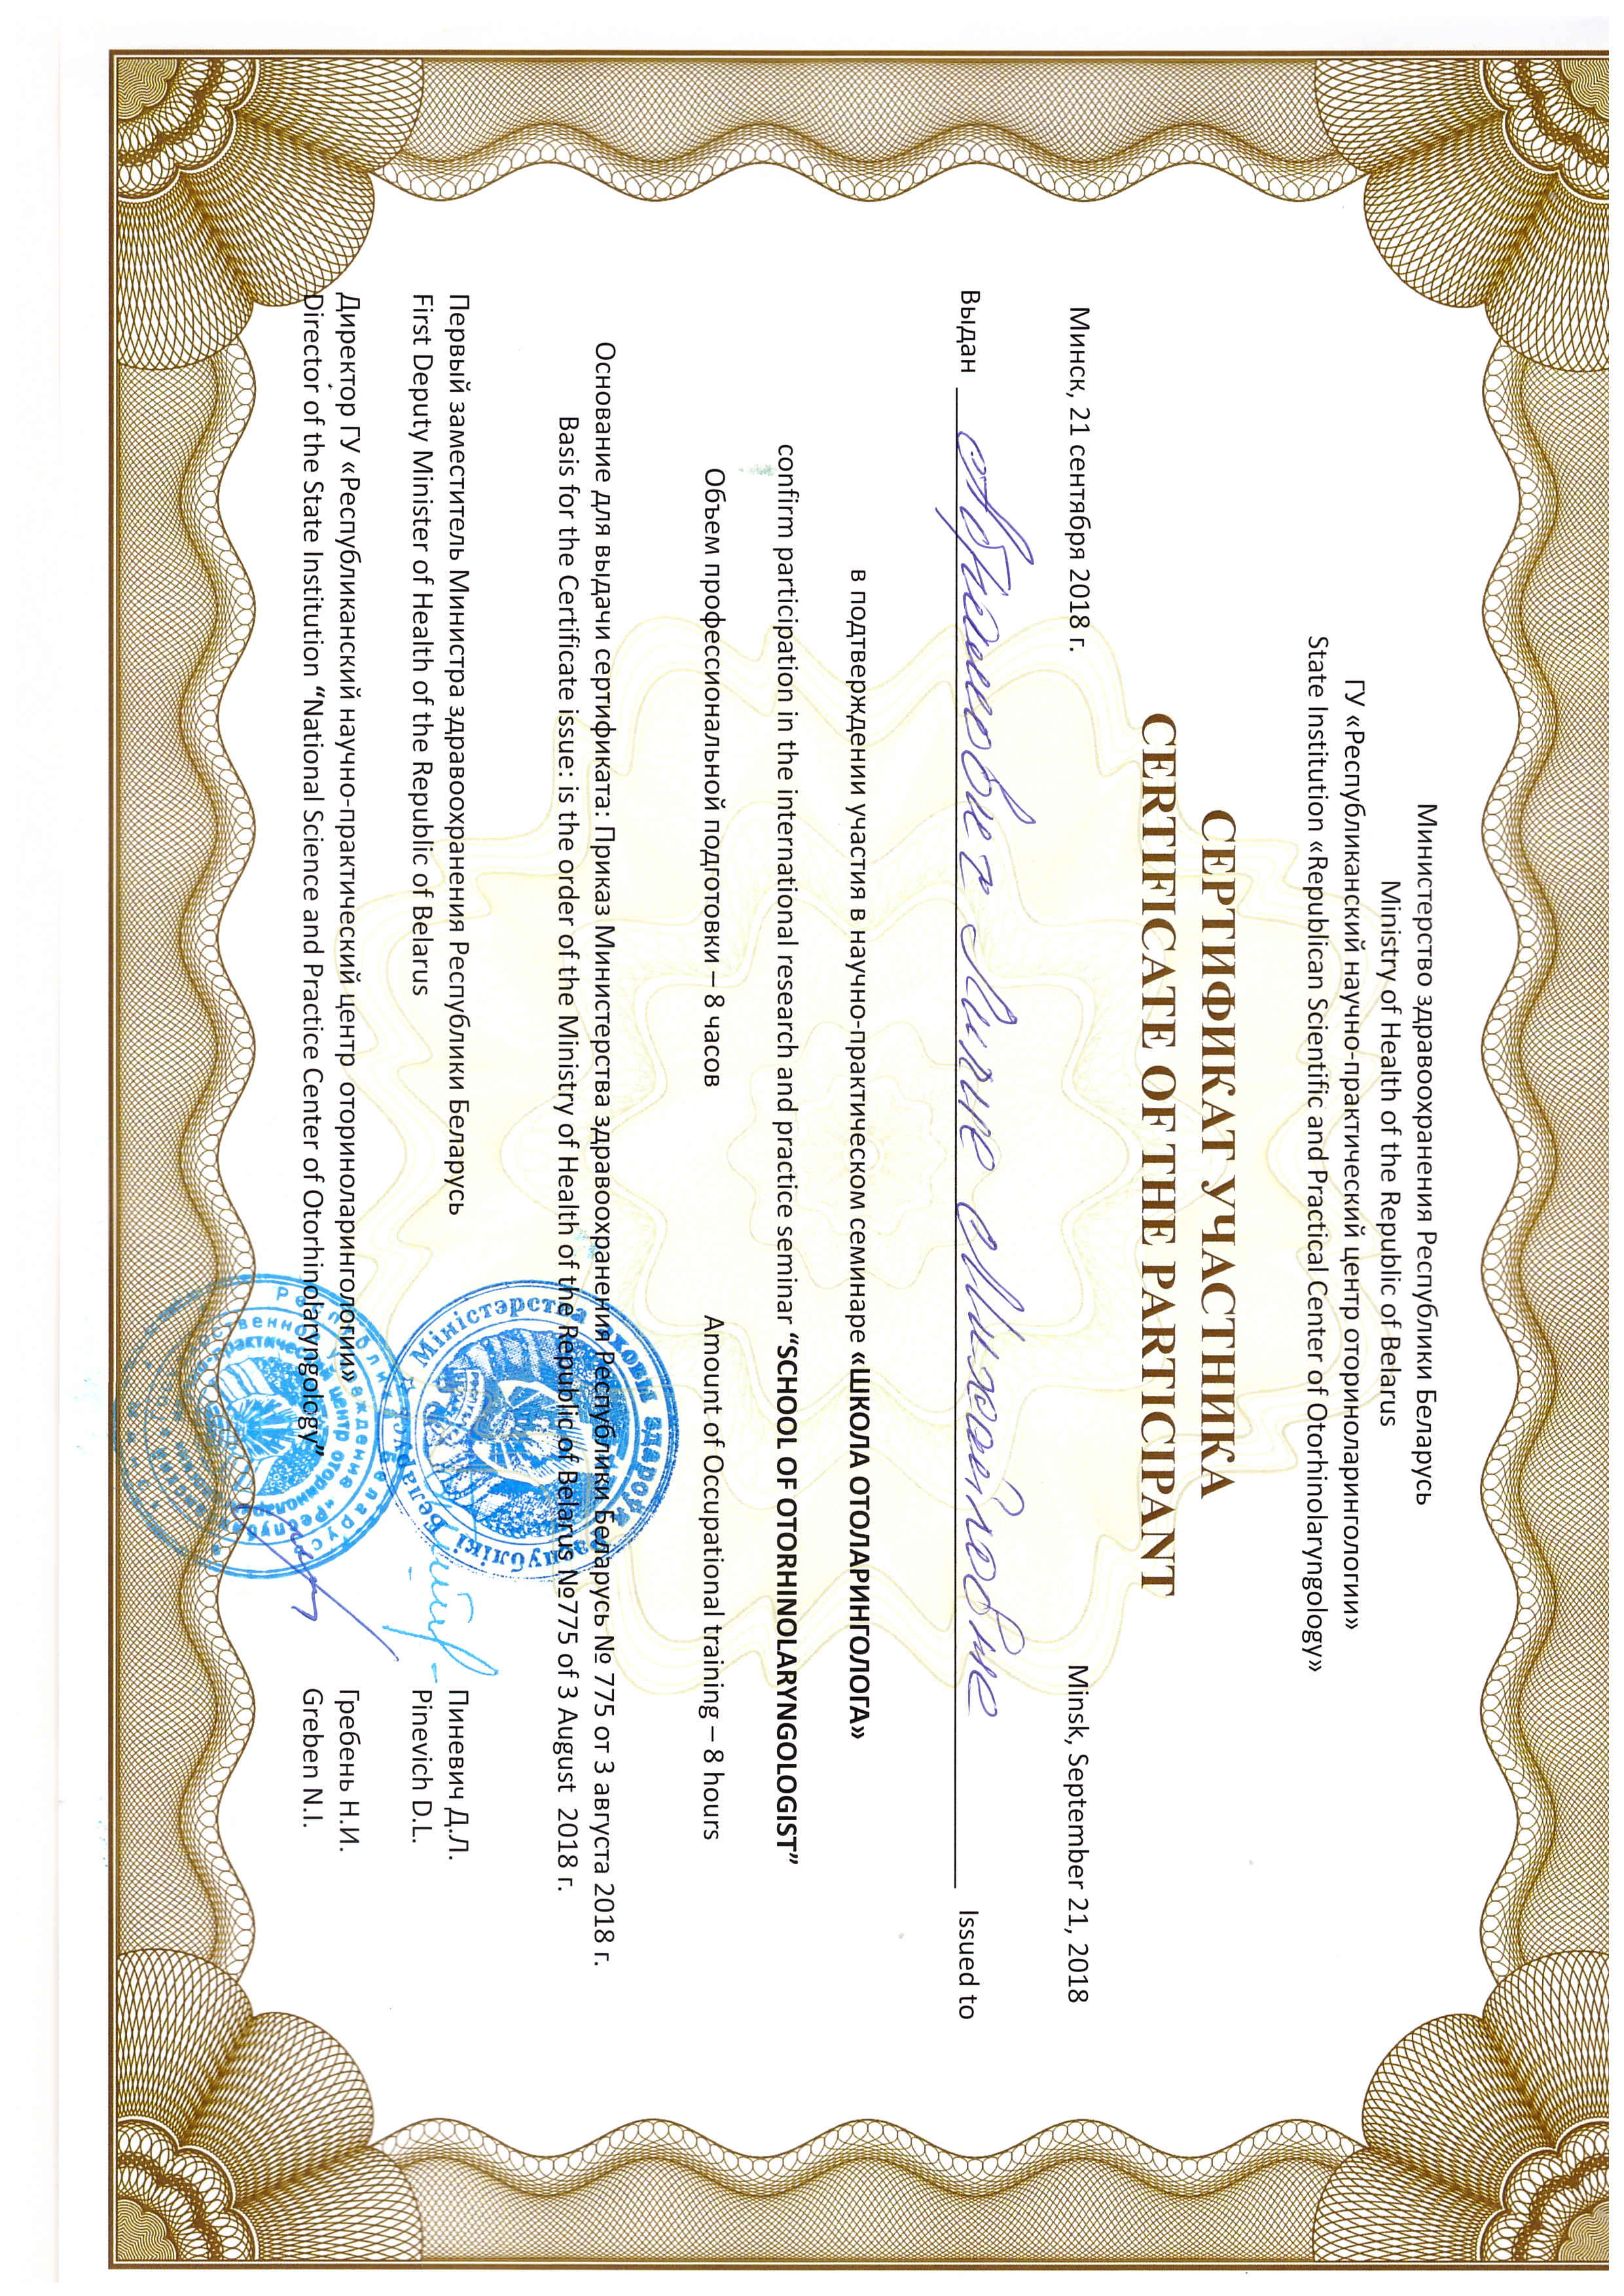 Министерство здравоохранения Республики Беларусь
Ministry of Health of the Republic of Belarus
ГУ «Республиканский научно-практический центр оториноларингологии»
State Institution «Republican Scientific and Practical Center of Otorhinolaryngology»
СЕРТИФИКАТ УЧАСТНИКА
CERTIFICATE OF THE PARTICIPANT
Минск, 21 сентября 2018 г. Minsk, September 21, 2018
Выдан Михайловне Issued to
в подтверждении участия в научно-практическом семинаре «ШКОЛА ОТОЛАРИНГОЛОГА»
confirm participation in the international research and practice seminar “SCHOOL OF OTORHINOLARYNGOLOGIST”
Объем профессиональной подготовки – 8 часов Amount of Occupational training – 8 hours
Основание для выдачи сертификата: Приказ Министерства здравоохранения Республики Беларусь № 775 от 3 августа 2018 г.
Basis for the Certificate issue: is the order of the Ministry of Health of the Republic of Belarus №775 of 3 August 2018 г.
Первый заместитель Министра здравоохранения Республики Беларусь Пиневич Д.Л.
First Deputy Minister of Health of the Republic of Belarus Pinevich D.L.
Директор ГУ «Республиканский научно-практический центр оториноларингологии» Гребень Н.И.
Director of the State Institution “National Science and Practice Center of Otorhinolaryngology” Greben N.I.
Міністэрства аховы здароўя Рэспублікі Беларусь